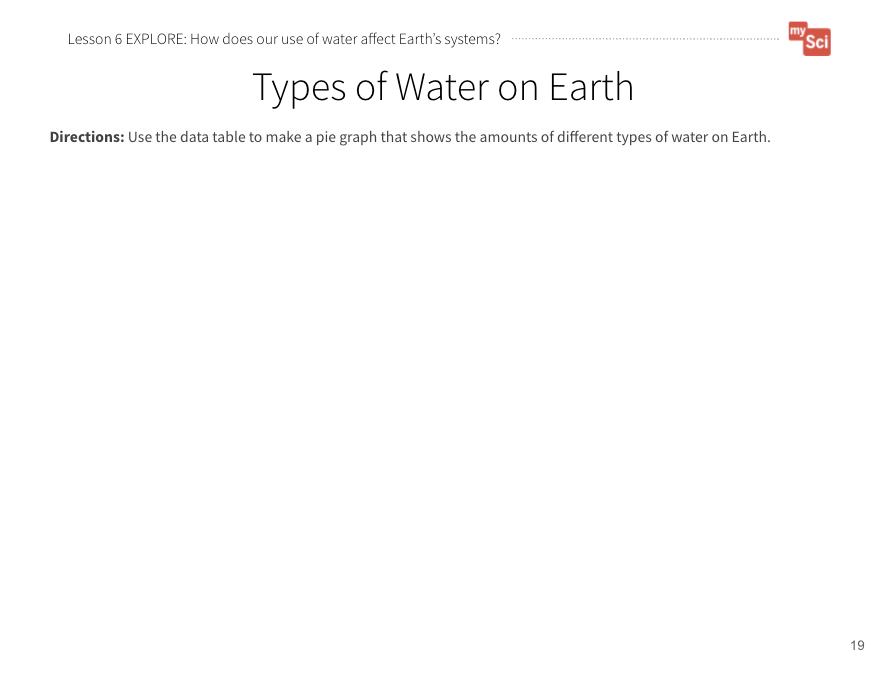 Lesson 6 EXPLORE: How does our use of water affect Earth’s systems?
my
Sci
Types of Water on Earth
Directions: Use the data table to make a pie graph that shows the amounts of different types of water on Earth.
19